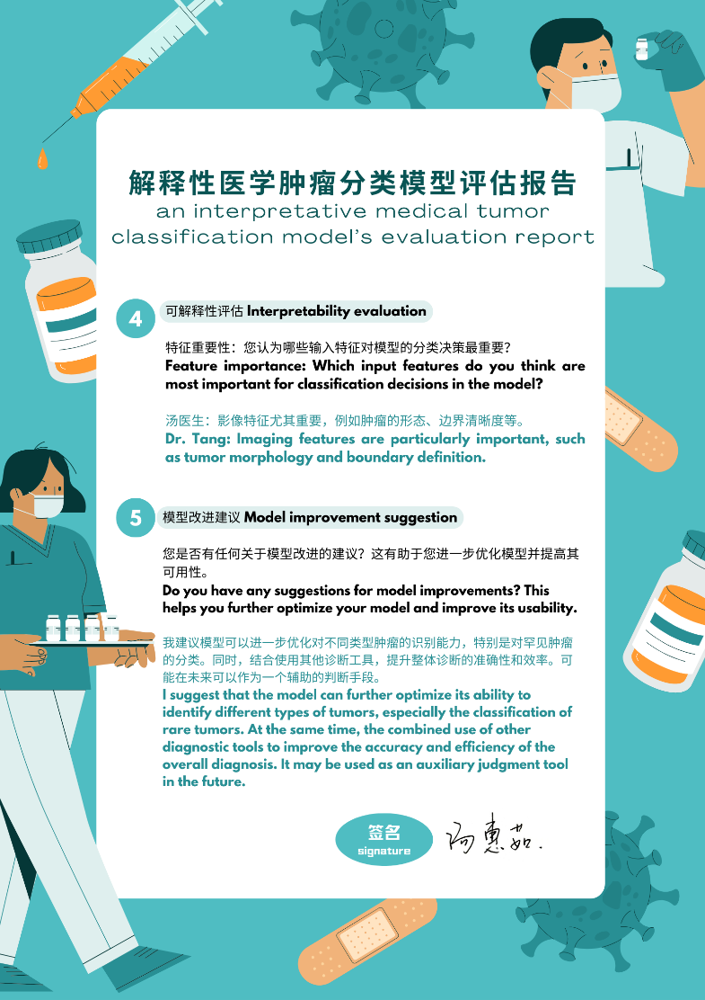 解释性医学肿瘤分类模型评估报告
an interpretative medical tumor
classification model's evaluation report
4
可解释性评估 Interpretability evaluation
特征重要性：您认为哪些输入特征对模型的分类决策最重要？
Feature importance: Which input features do you think are
most important for classification decisions in the model?
汤医生：影像特征尤其重要，例如肿瘤的形态、边界清晰度等。
Dr. Tang: Imaging features are particularly important, such
as tumor morphology and boundary definition.
5
模型改进建议 Model improvement suggestion
您是否有任何关于模型改进的建议？这有助于您进一步优化模型并提高其
可用性。
Do you have any suggestions for model improvements? This
helps you further optimize your model and improve its usability.
我建议模型可以进一步优化对不同类型肿瘤的识别能力，特别是对罕见肿瘤
的分类。同时，结合使用其他诊断工具，提升整体诊断的准确性和效率。可
能在未来可以作为一个辅助的判断手段。
I suggest that the model can further optimize its ability to
identify different types of tumors, especially the classification of
rare tumors. At the same time, the combined use of other
diagnostic tools to improve the accuracy and efficiency of the
overall diagnosis. It may be used as an auxiliary judgment tool
in the future.
签名
signature
惠茹